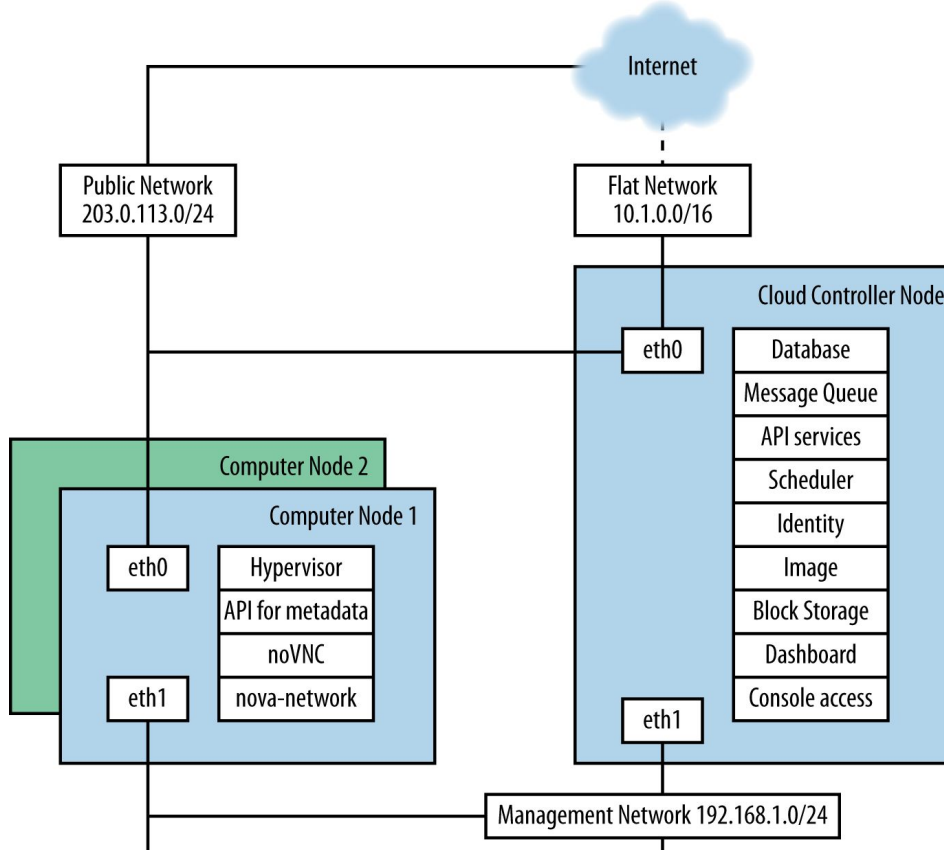 Internet
Public Network
203.0.113.0/24
Flat Network
10.1.0.0/16
Cloud Controller Node
eth0
Database
Message Queue
API services
Scheduler
Identity
Image
Block Storage
Dashboard
Console access
eth1
Computer Node 2
Computer Node 1
eth0
Hypervisor
API for metadata
noVNC
nova-network
eth1
Management Network 192.168.1.0/24